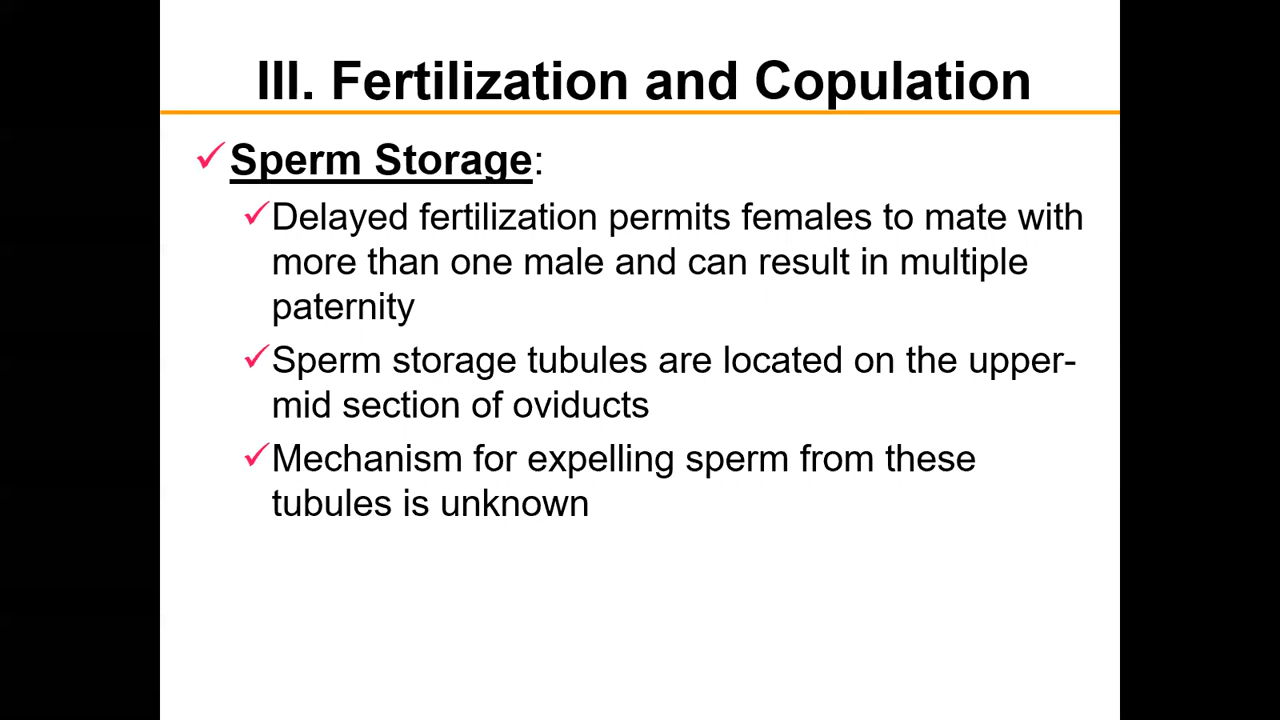 III. Fertilization and Copulation
Sperm Storage:
Delayed fertilization permits females to mate with
more than one male and can result in multiple
paternity
Sperm storage tubules are located on the upper-
mid section of oviducts
Mechanism for expelling sperm from these
tubules is unknown